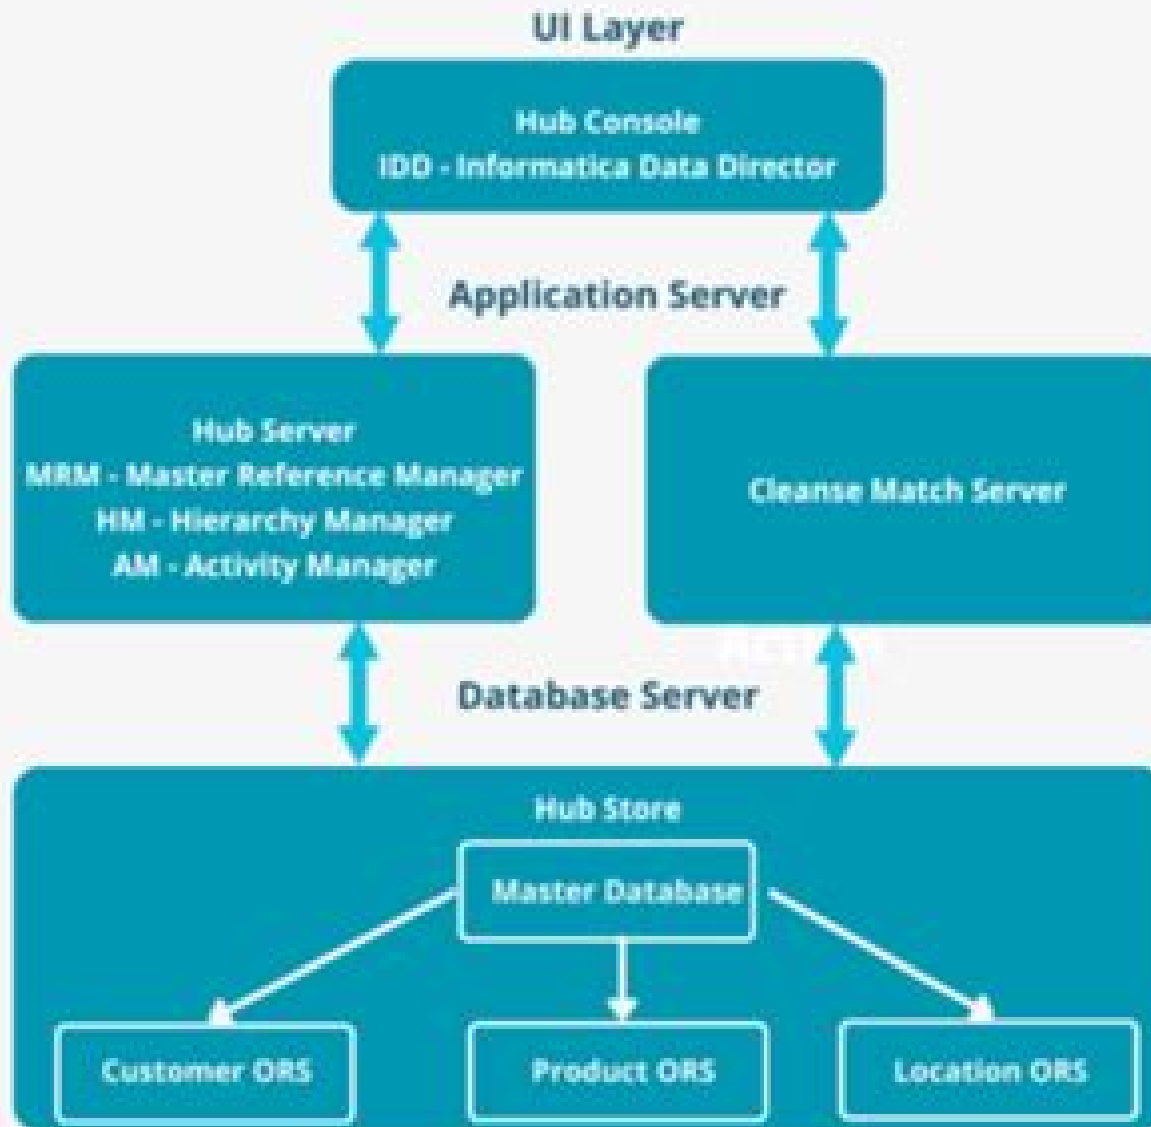 UI Layer
Hub Console
IDD - Informatica Data Director
Application Server
Hub Server
MRM - Master Reference Manager
HM - Hierarchy Manager
AM - Activity Manager
Cleanse Match Server
Database Server
Hub Store
Master Database
Customer ORS
Product ORS
Location ORS